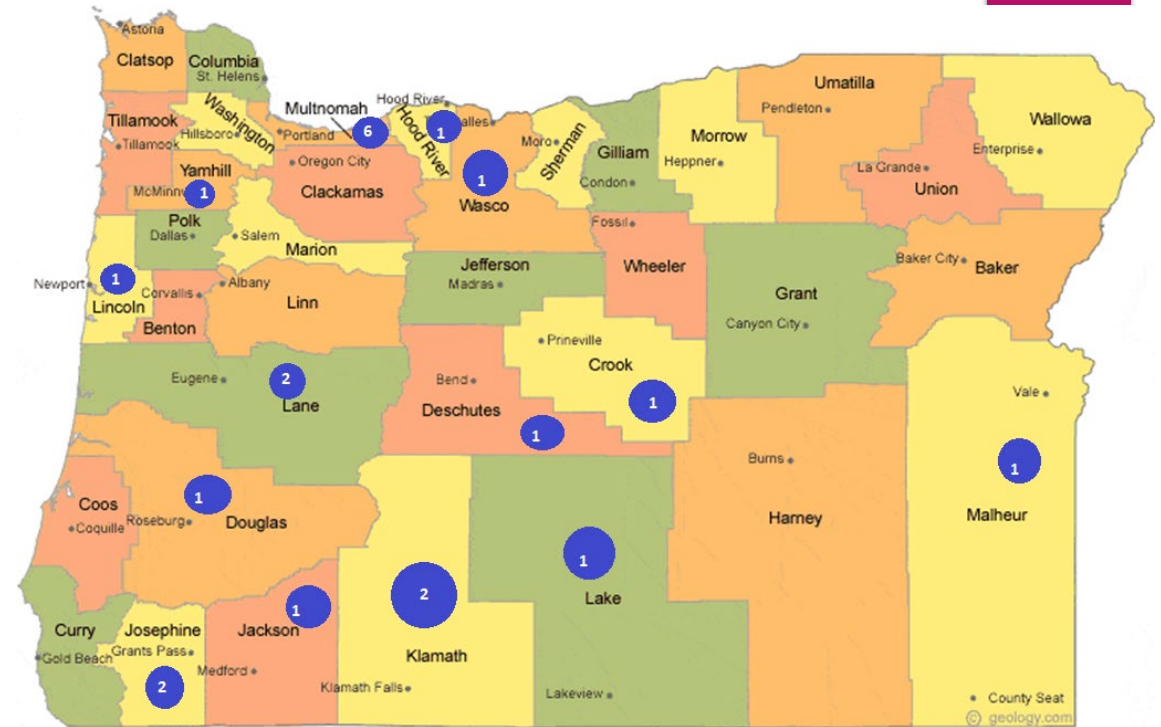 Astoria
Clatsop
Columbia
St. Helens
Tillamook
Tillamook
Washington
Hillsboro
Multnomah
Portland
6
Hood River
Hood River
1
Yamhill
1
Oregon City
Clackamas
1
Wasco
Moro
Sherman
Gilliam
Condon
Morrow
Heppner
Umatilla
Pendleton
Union
La Grande
Wallowa
Enterprise
Polk
Dallas
Salem
Marion
Newport
1
Lincoln
Corvallis
Benton
Albany
Linn
Jefferson
Madras
Fossil
Wheeler
Grant
Canyon City
Baker City
Baker
Eugene
2
Lane
Bend
Deschutes
1
Prineville
Crook
1
Vale
1
Malheur
Burns
Harney
Coos
Coquille
Roseburg
1
Douglas
1
Lake
Lakeview
2
Klamath
Klamath Falls
1
Jackson
Medford
Josephine
Grants Pass
2
Curry
Gold Beach
County Seat
© geology.com